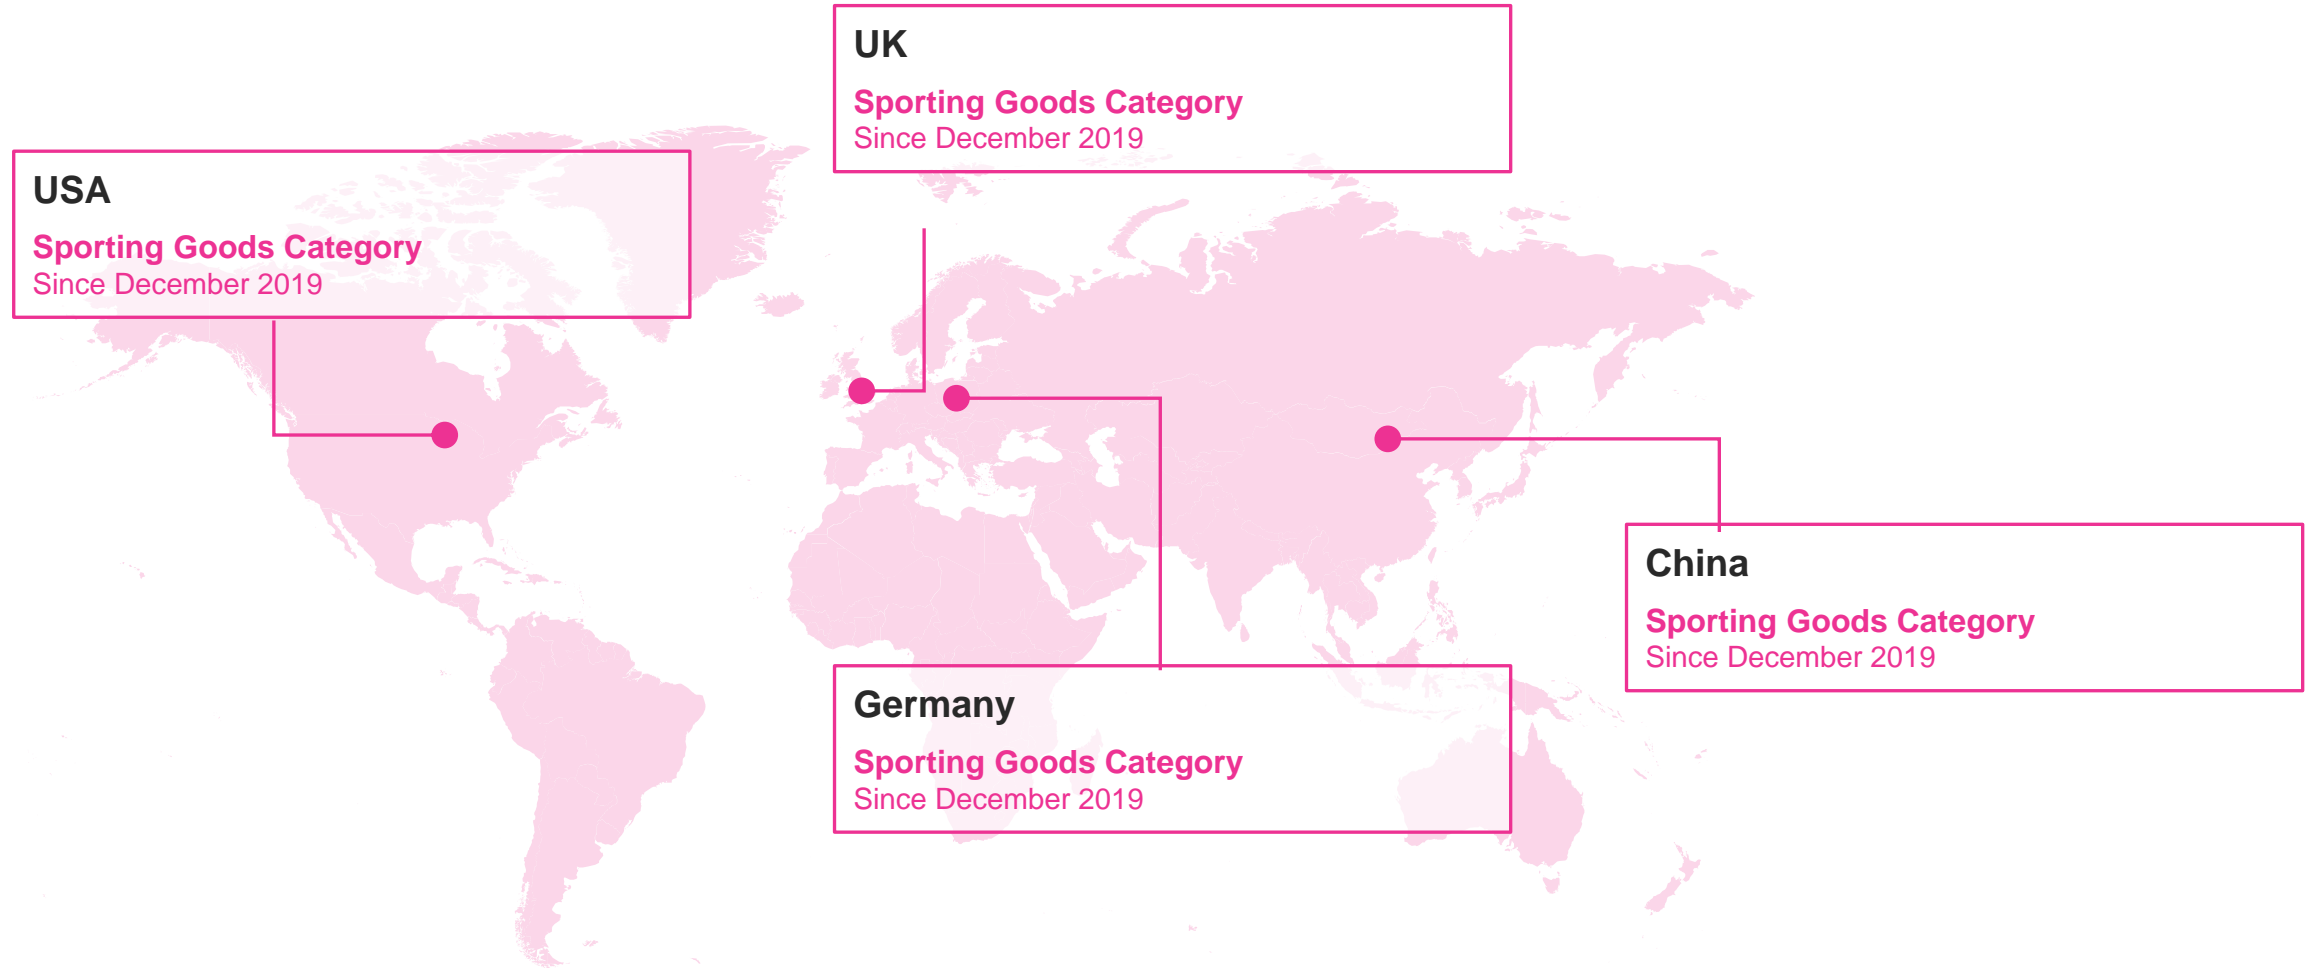 UK
Sporting Goods Category
Since December 2019
USA
Sporting Goods Category
Since December 2019
China
Sporting Goods Category
Since December 2019
Germany
Sporting Goods Category
Since December 2019